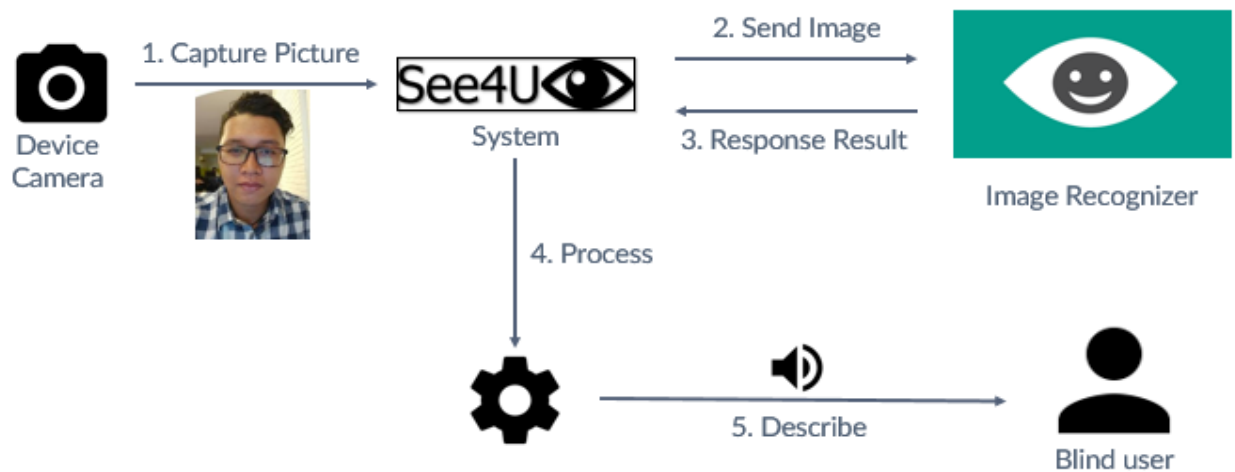 1. Capture Picture
2. Send Image
See4U
Device
Camera
System
3. Response Result
Image Recognizer
4. Process
5. Describe
Blind user